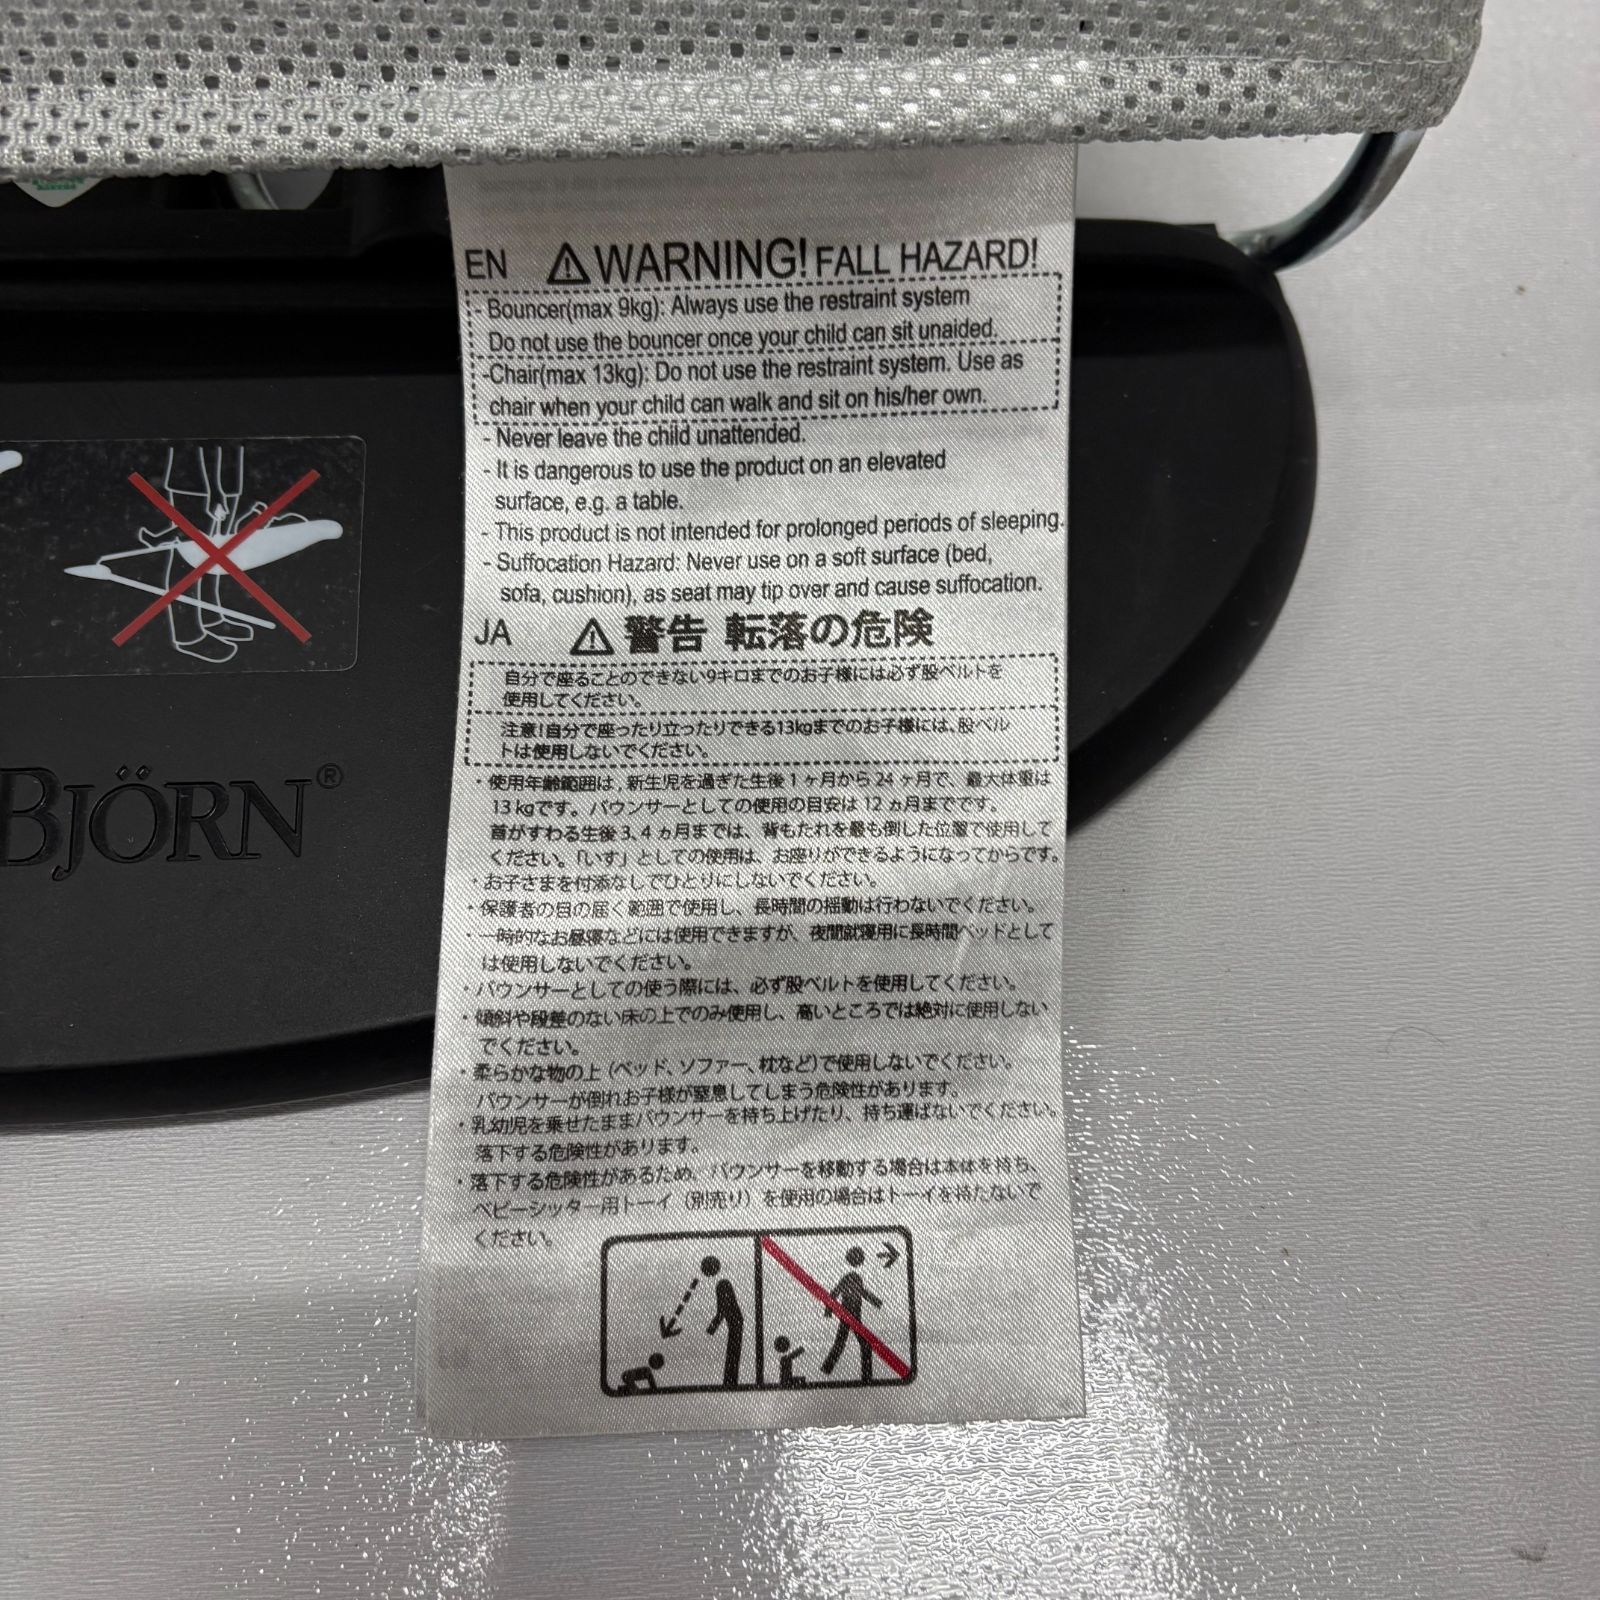 EN ⚠ WARNING! FALL HAZARD!
- Bouncer(max 9kg): Always use the restraint system
Do not use the bouncer once your child can sit unaided.
-Chair(max 13kg): Do not use the restraint system. Use as
chair when your child can walk and sit on his/her own.
- Never leave the child unattended.
- It is dangerous to use the product on an elevated
surface, e.g. a table.
- This product is not intended for prolonged periods of sleeping.
- Suffocation Hazard: Never use on a soft surface (bed,
sofa, cushion), as seat may tip over and cause suffocation.
JA ⚠ 警告 転落の危険
自分で座ることのできない9キロまでのお子様には必ず股ベルトを
使用してください。
注意!自分で座ったり立ったりできる13kgまでのお子様には、股ベル
トは使用しないでください。
・使用年齢範囲は, 新生児を過ぎた生後 1 ヶ月から 24 ヶ月で、最大体重は
13 kgです。バウンサーとしての使用の目安は 12 ヵ月までです。
首がすわる生後 3, 4 ヵ月までは、背もたれを最も倒した位置で使用して
ください。「いす」としての使用は、お座りができるようになってからです。
・お子さまを付添なしでひとりにしないでください。
・保護者の目の届く範囲で使用し、長時間の揺動は行わないでください。
・一時的なお昼寝などには使用できますが、夜間就寝用に長時間ベッドとして
は使用しないでください。
・バウンサーとしての使う際には、必ず股ベルトを使用してください。
・傾斜や段差のない床の上でのみ使用し、高いところでは絶対に使用しない
でください。
・柔らかな物の上 (ベッド、ソファー、枕など)で使用しないでください。
バウンサーが倒れお子様が窒息してしまう危険性があります。
・乳幼児を乗せたままバウンサーを持ち上げたり、持ち運ばないでください。
落下する危険性があります。
・落下する危険性があるため、バウンサーを移動する場合は本体を持ち、
ベビーシッター用トーイ (別売り) を使用の場合はトーイを持たないで
ください。
BJÖRN®